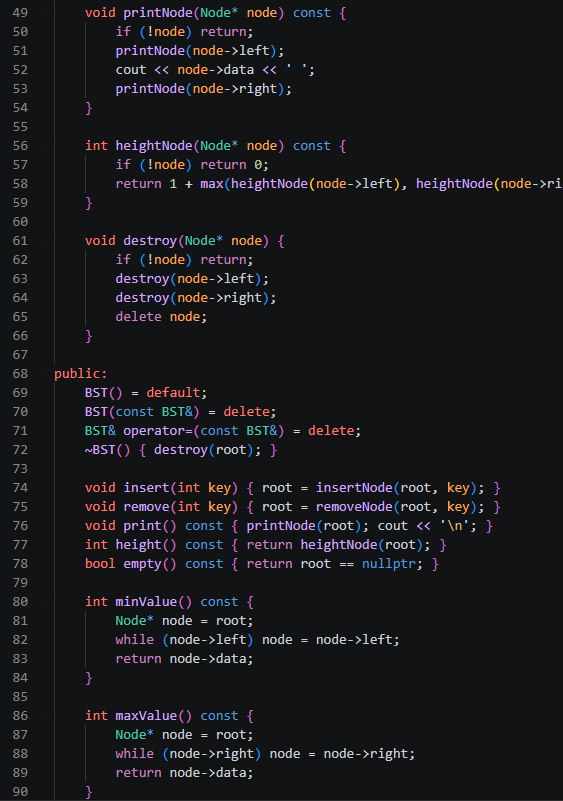 49 void printNode(Node* node) const {
50 if (!node) return;
51 printNode(node->left);
52 cout << node->data << ' ';
53 printNode(node->right);
54 }
55
56 int heightNode(Node* node) const {
57 if (!node) return 0;
58 return 1 + max(heightNode(node->left), heightNode(node->ri
59 }
60
61 void destroy(Node* node) {
62 if (!node) return;
63 destroy(node->left);
64 destroy(node->right);
65 delete node;
66 }
67
68 public:
69 BST() = default;
70 BST(const BST&) = delete;
71 BST& operator=(const BST&) = delete;
72 ~BST() { destroy(root); }
73
74 void insert(int key) { root = insertNode(root, key); }
75 void remove(int key) { root = removeNode(root, key); }
76 void print() const { printNode(root); cout << '\n'; }
77 int height() const { return heightNode(root); }
78 bool empty() const { return root == nullptr; }
79
80 int minValue() const {
81 Node* node = root;
82 while (node->left) node = node->left;
83 return node->data;
84 }
85
86 int maxValue() const {
87 Node* node = root;
88 while (node->right) node = node->right;
89 return node->data;
90 }